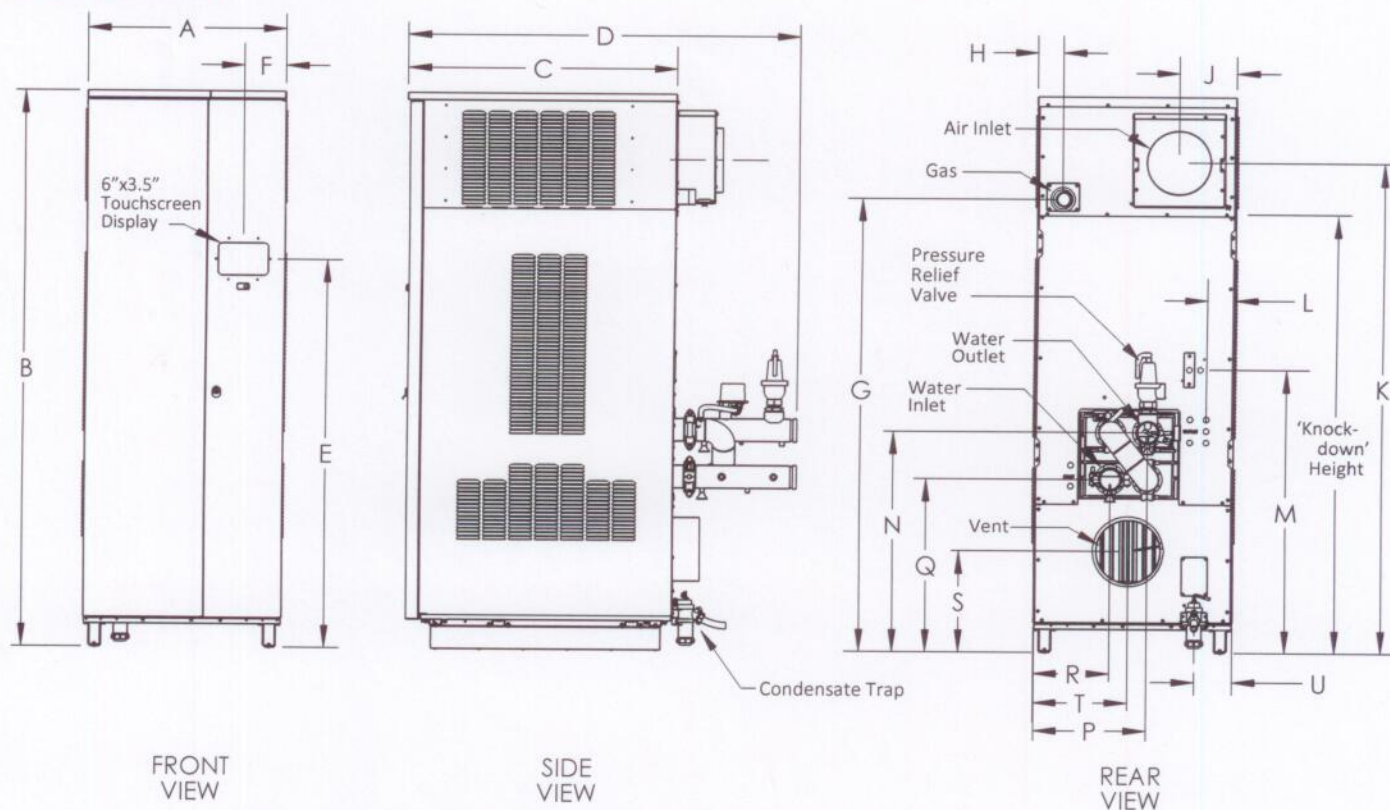 A
F
B
6"x3.5"
Touchscreen
Display
E
FRONT
VIEW
D
C
Condensate Trap
SIDE
VIEW
H
J
Air Inlet
Gas
Pressure
Relief
Valve
Water
Outlet
Water
Inlet
L
G
K
'Knock-
down'
Height
M
N
Q
Vent
S
R
U
T
P
REAR
VIEW